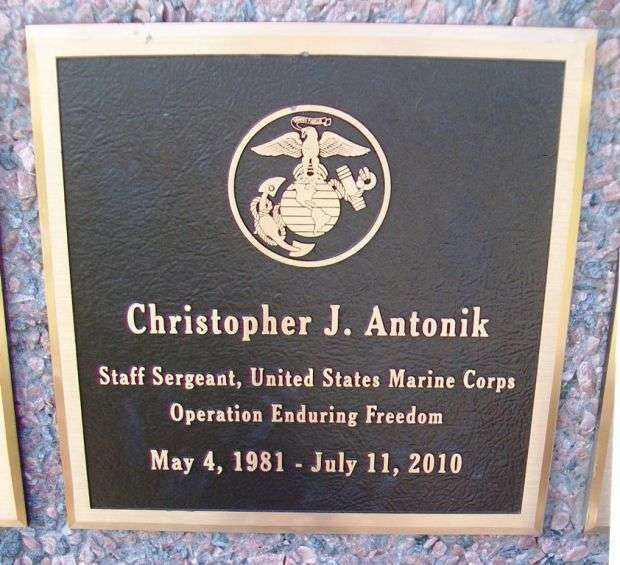 Christopher J. Antonik
Staff Sergeant, United States Marine Corps
Operation Enduring Freedom
May 4, 1981 - July 11, 2010